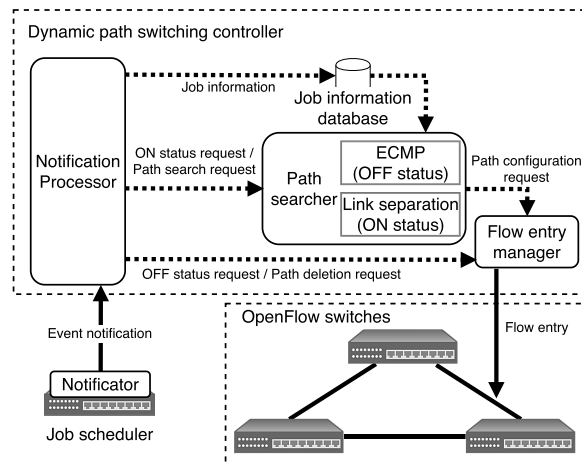 Dynamic path switching controller
Job information
Job information
database
Notification
Processor
ON status request /
Path search request
Path
searcher
ECMP
(OFF status)
Link separation
(ON status)
Path configuration
request
Flow entry
manager
OFF status request / Path deletion request
Event notification
Notificator
Job scheduler
OpenFlow switches
Flow entry